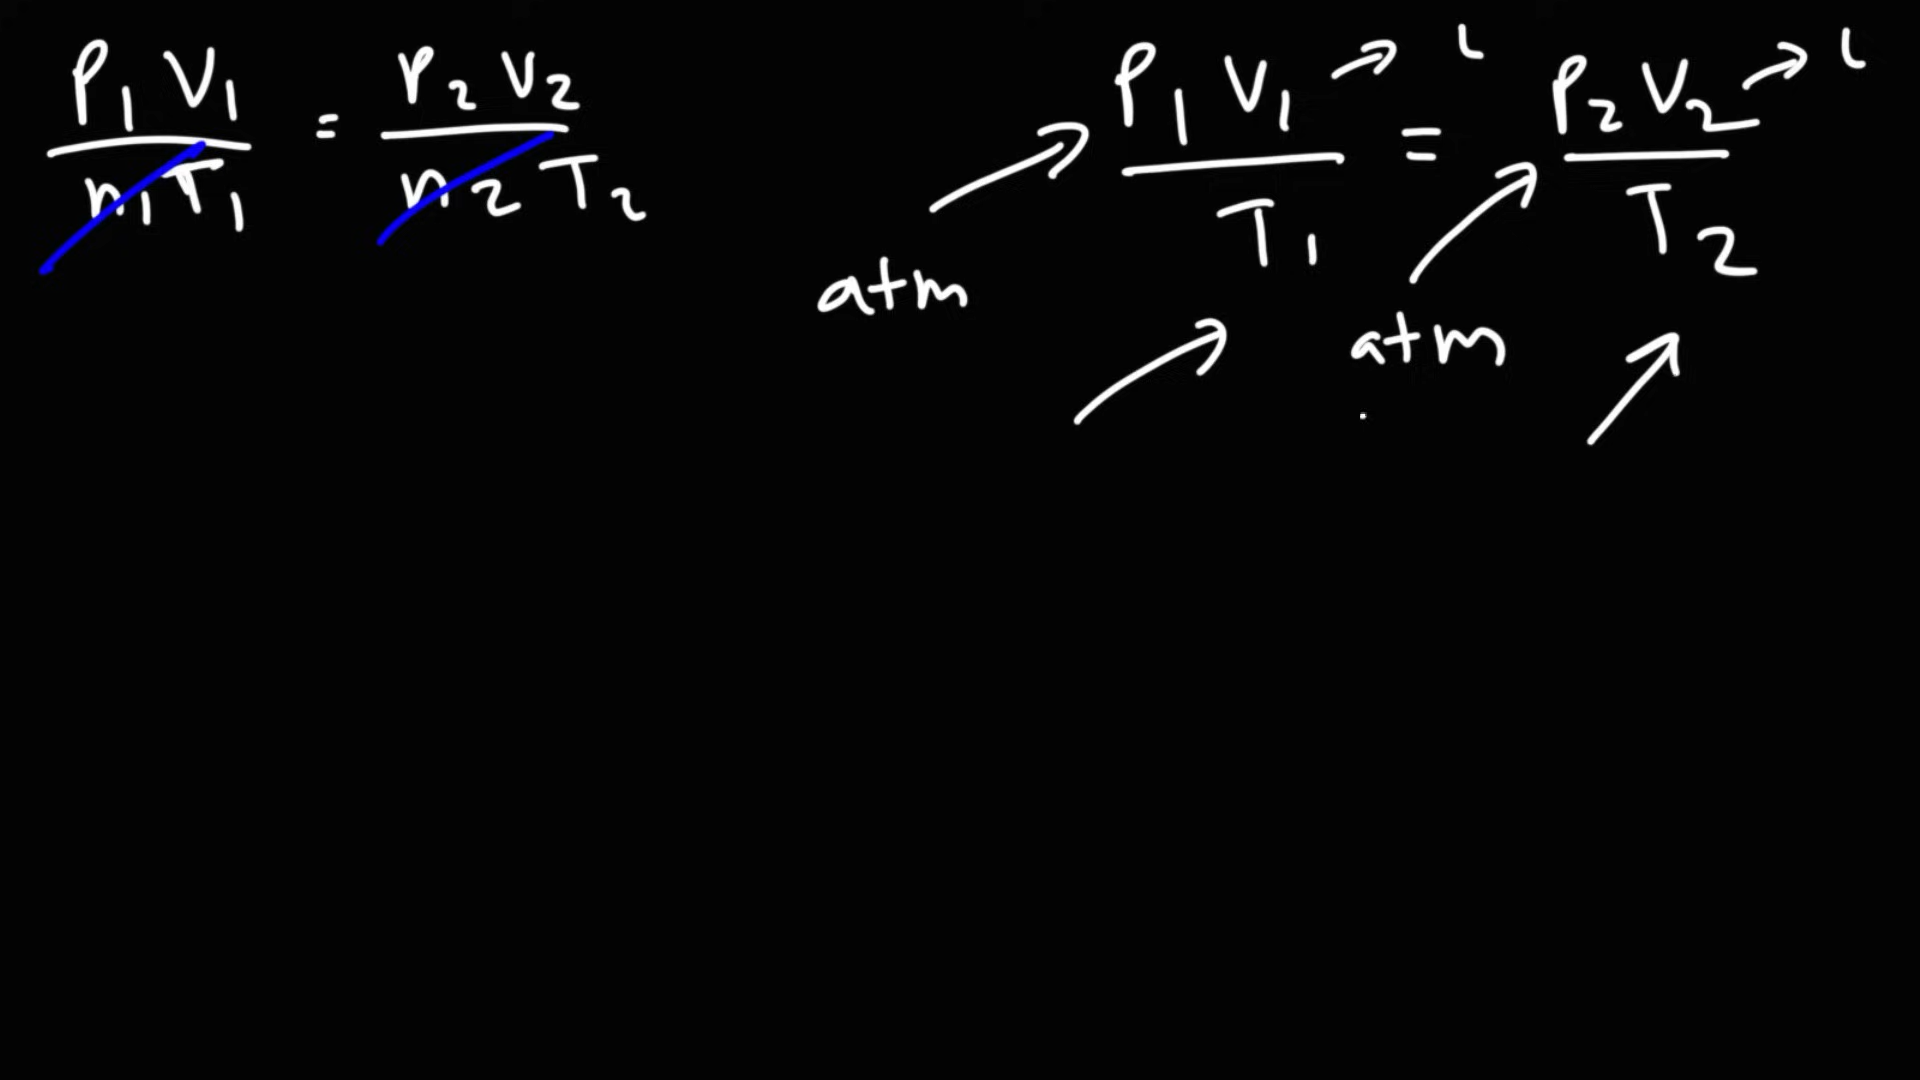 P₁ V₁ / n₁ T₁ = P₂ V₂ / n₂ T₂
P₁ V₁ → L / T₁ = P₂ V₂ → L / T₂
atm
atm